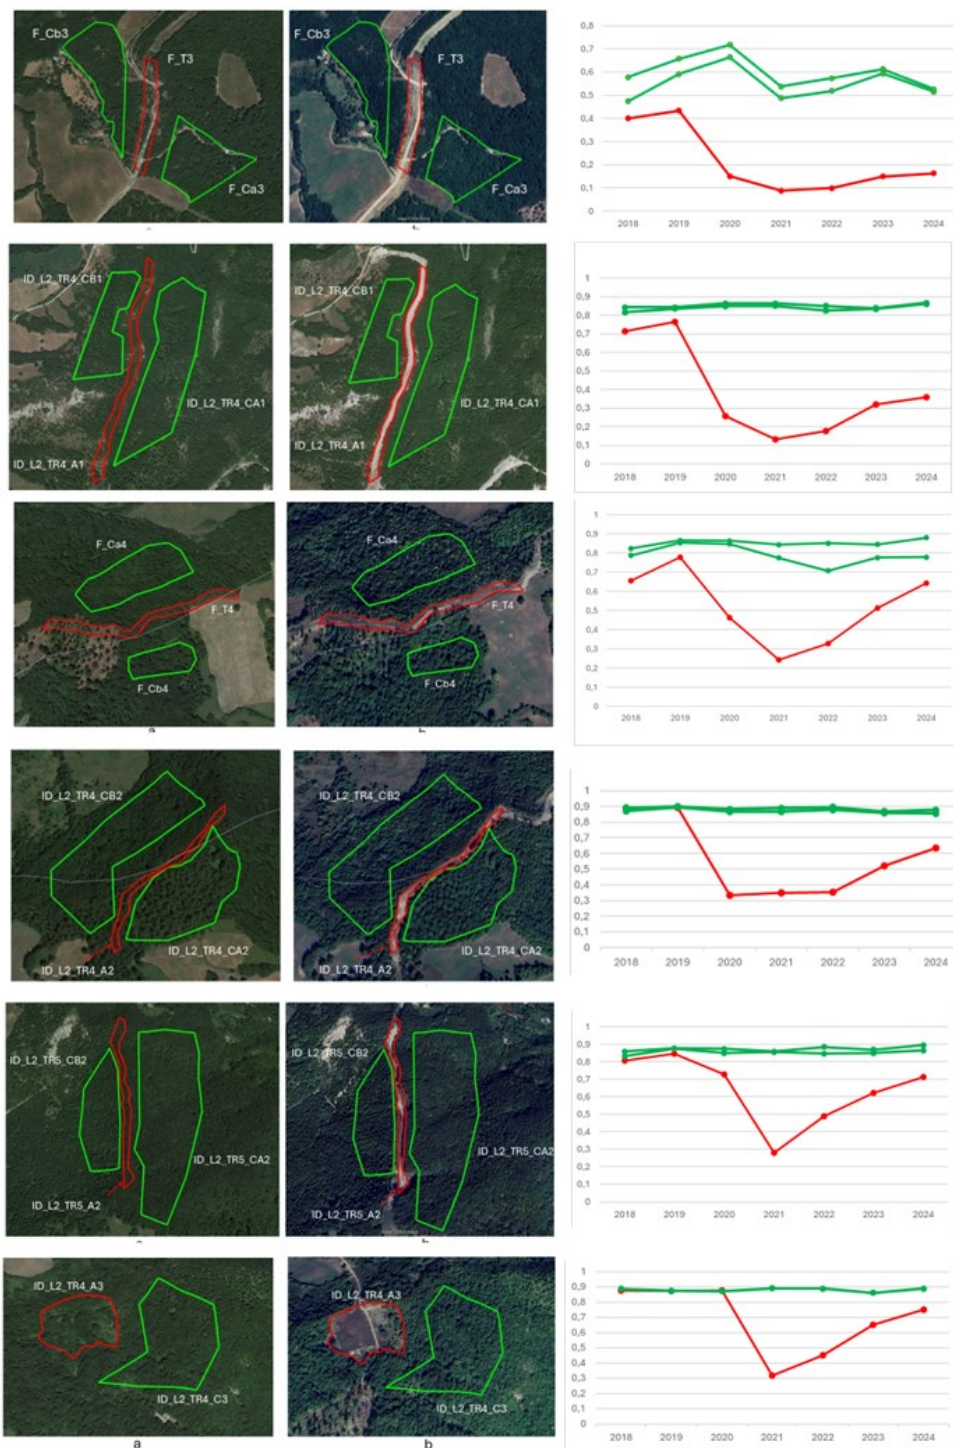 F_Cb3
F_T3
F_Ca3
F_Cb3
F_T3
F_Ca3
b
0,8
0,7
0,6
0,5
0,4
0,3
0,2
0,1
0
2018 2019 2020 2021 2022 2023 2024
ID_L2_TR4_CB1
ID_L2_TR4_CA1
ID_L2_TR4_A1
ID_L2_TR4_CB1
ID_L2_TR4_CA1
ID_L2_TR4_A1
1
0,9
0,8
0,7
0,6
0,5
0,4
0,3
0,2
0,1
0
2018 2019 2020 2021 2022 2023 2024
F_Ca4
F_T4
F_Cb4
a
F_Ca4
F_T4
F_Cb4
b
1
0,9
0,8
0,7
0,6
0,5
0,4
0,3
0,2
0,1
0
2018 2019 2020 2021 2022 2023 2024
ID_L2_TR4_CB2
ID_L2_TR4_CA2
ID_L2_TR4_A2
ID_L2_TR4_CB2
ID_L2_TR4_CA2
ID_L2_TR4_A2
1
0,9
0,8
0,7
0,6
0,5
0,4
0,3
0,2
0,1
0
2018 2019 2020 2021 2022 2023 2024
ID_L2_TR5_CB2
ID_L2_TR5_CA2
ID_L2_TR5_A2
ID_L2_TR5_CB2
ID_L2_TR5_CA2
ID_L2_TR5_A2
b
1
0,9
0,8
0,7
0,6
0,5
0,4
0,3
0,2
0,1
0
2018 2019 2020 2021 2022 2023 2024
ID_L2_TR4_A3
ID_L2_TR4_C3
a
ID_L2_TR4_A3
ID_L2_TR4_C3
b
1
0,9
0,8
0,7
0,6
0,5
0,4
0,3
0,2
0,1
0
2018 2019 2020 2021 2022 2023 2024